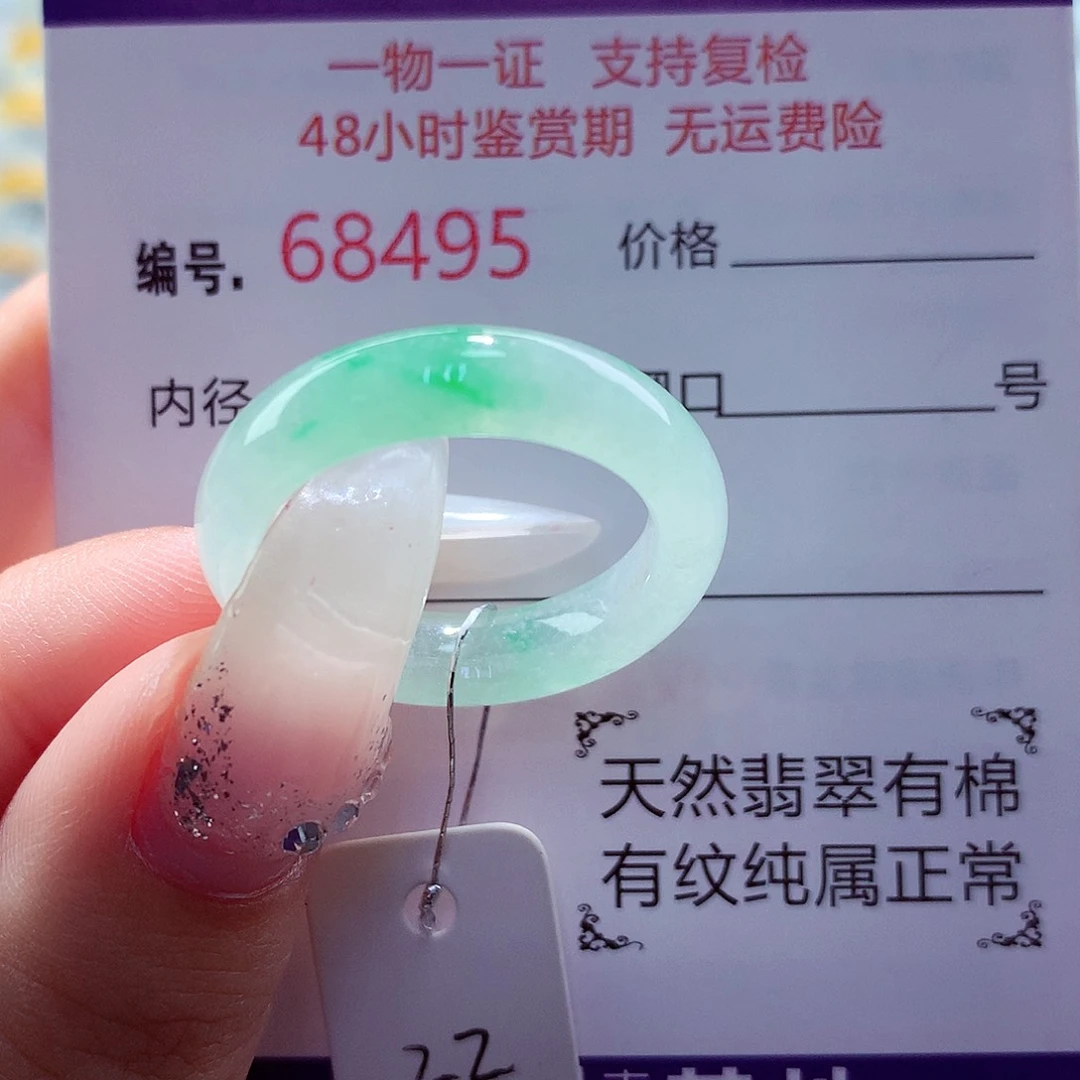 一物一证 支持复检
48小时鉴赏期 无运费险
编号. 68495 价格
内径 口 号
天然翡翠有棉
有纹纯属正常
22